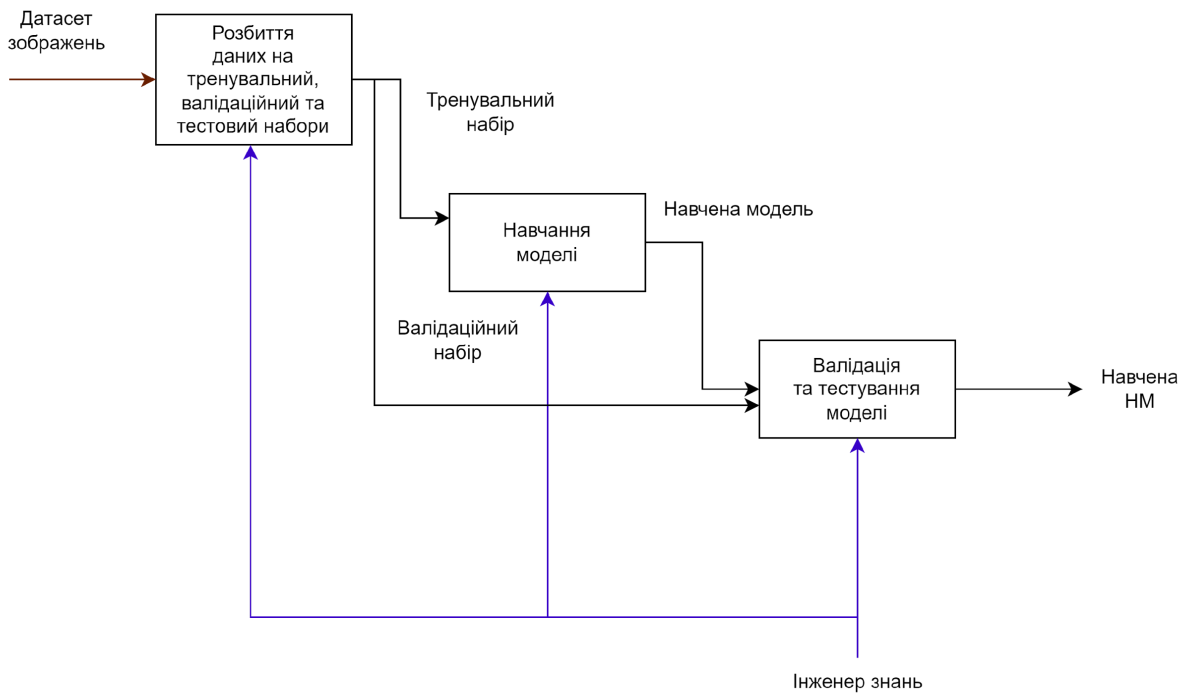 Датасет
зображень
Розбиття
даних на
тренувальний,
валідаційний та
тестовий набори
Тренувальний
набір
Навчання
моделі
Навчена модель
Валідаційний
набір
Валідація
та тестування
моделі
Навчена
НМ
Інженер знань